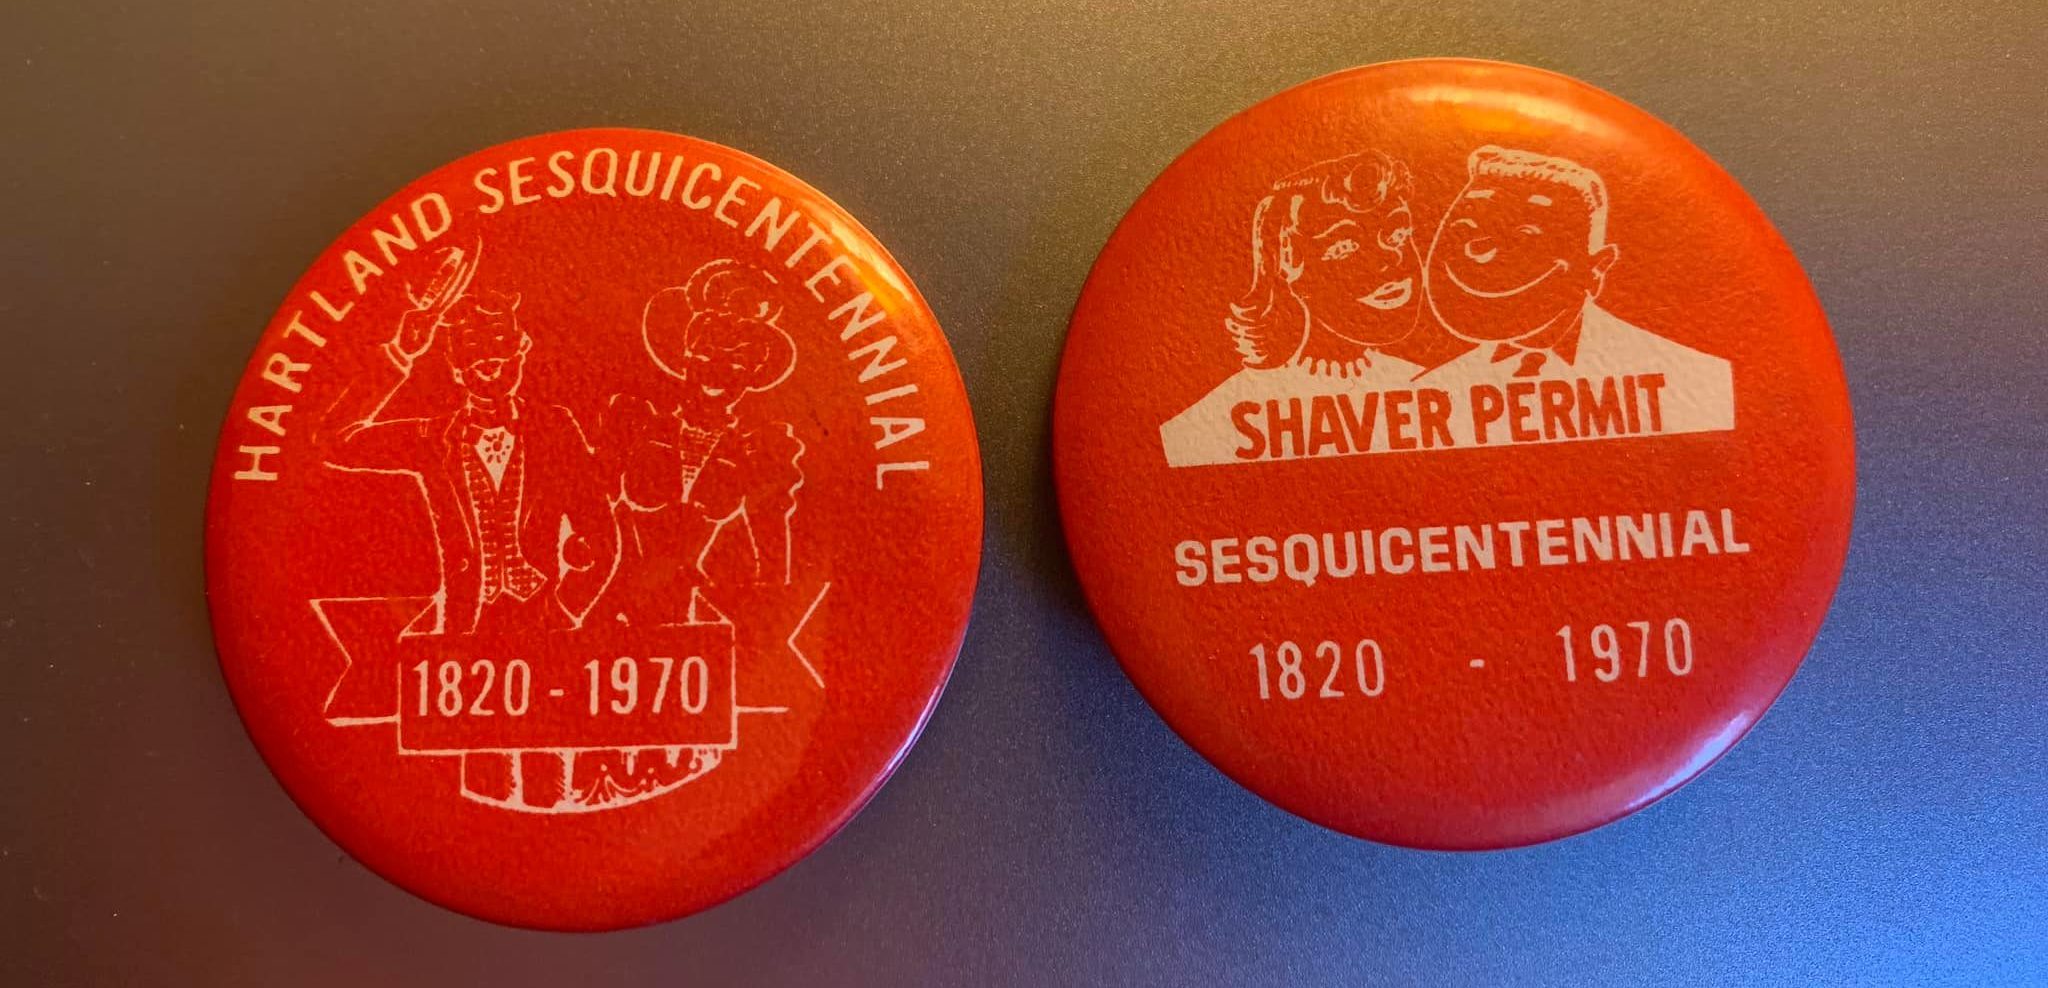 HARTLAND SESQUICENTENNIAL
1820 - 1970
SHAVER PERMIT
SESQUICENTENNIAL
1820 - 1970